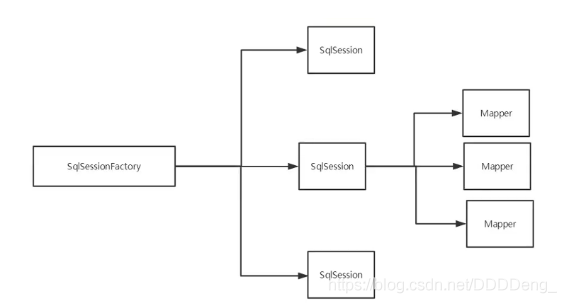 SqlSession
Mapper
SqlSessionFactory
SqlSession
Mapper
Mapper
SqlSession
https://blog.csdn.net/DDDDeng_